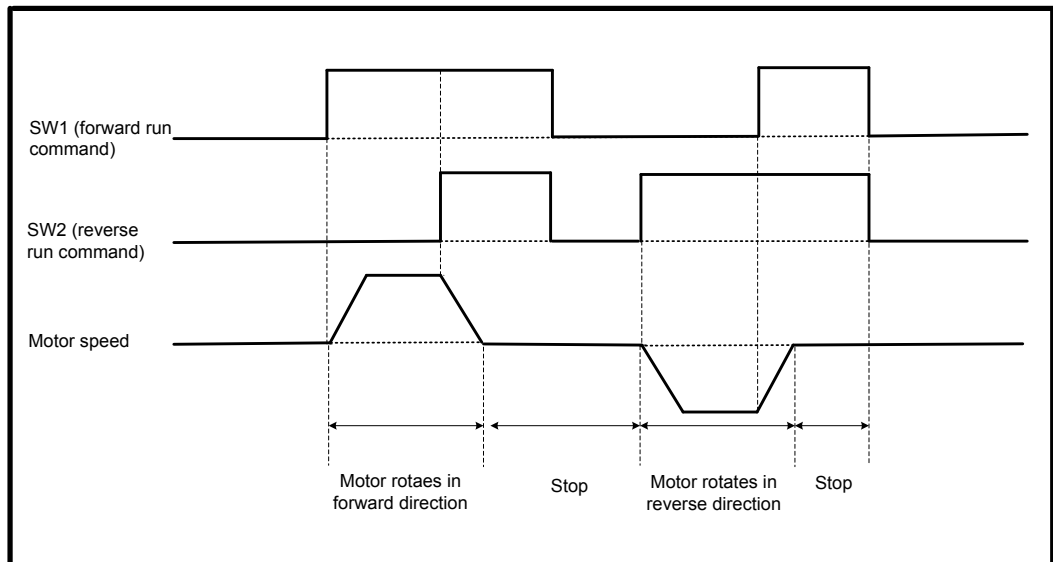 SW1 (forward run
command)
SW2 (reverse
run command)
Motor speed
Motor rotaes in
forward direction
Stop
Motor rotates in
reverse direction
Stop